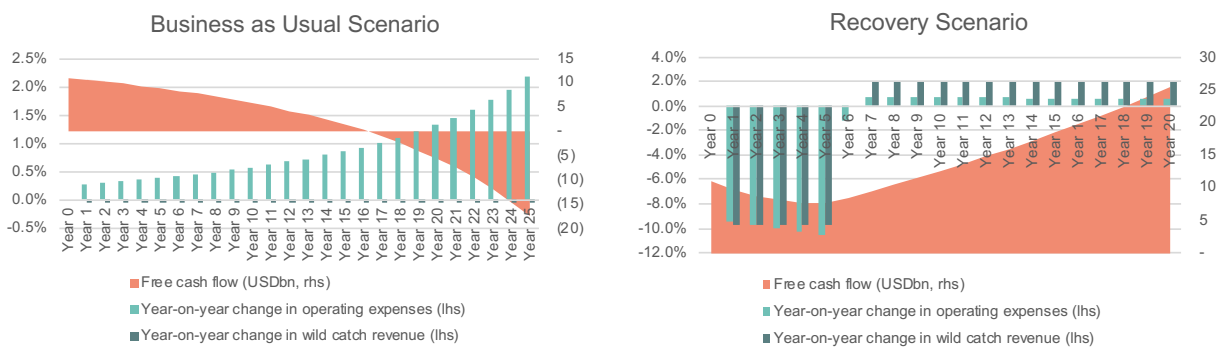 Business as Usual Scenario
2.5%
2.0%
1.5%
1.0%
0.5%
0.0%
-0.5%
15
10
5
-
(5)
(10)
(15)
(20)
Year 0
Year 1
Year 2
Year 3
Year 4
Year 5
Year 6
Year 7
Year 8
Year 9
Year 10
Year 11
Year 12
Year 13
Year 14
Year 15
Year 16
Year 17
Year 18
Year 19
Year 20
Year 21
Year 22
Year 23
Year 24
Year 25
Free cash flow (USDbn, rhs)
Year-on-year change in operating expenses (lhs)
Year-on-year change in wild catch revenue (lhs)
Recovery Scenario
4.0%
2.0%
0.0%
-2.0%
-4.0%
-6.0%
-8.0%
-10.0%
-12.0%
30
25
20
15
10
5
-
Year 0
Year 1
Year 2
Year 3
Year 4
Year 5
Year 6
Year 7
Year 8
Year 9
Year 10
Year 11
Year 12
Year 13
Year 14
Year 15
Year 16
Year 17
Year 18
Year 19
Year 20
Free cash flow (USDbn, rhs)
Year-on-year change in operating expenses (lhs)
Year-on-year change in wild catch revenue (lhs)